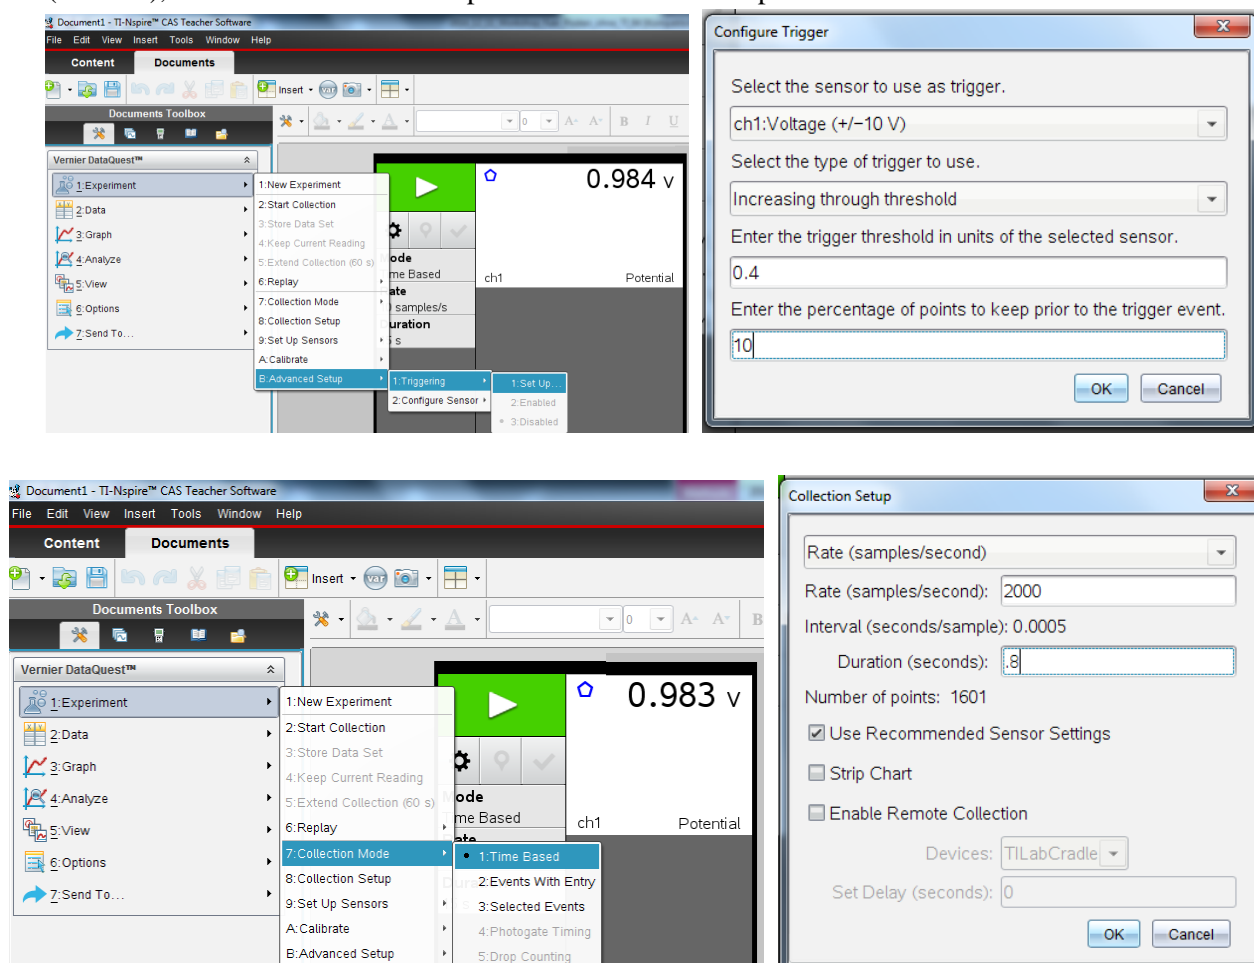 Document1 - TI-Nspire™ CAS Teacher Software
File Edit View Insert Tools Window Help
Content Documents
Insert var
Documents Toolbox
0 A A B I U
Vernier DataQuest™
1:Experiment
2:Data
3:Graph
4:Analyze
5:View
6:Options
7:Send To...
1:New Experiment
2:Start Collection
3:Store Data Set
4:Keep Current Reading
5:Extend Collection (60 s)
6:Replay
7:Collection Mode
8:Collection Setup
9:Set Up Sensors
A:Calibrate
B:Advanced Setup
1:Triggering
2:Configure Sensor
1:Set Up...
2:Enabled
3:Disabled
0.984 V
ode
me Based
ate
samples/s
uration
s
ch1 Potential
Configure Trigger
Select the sensor to use as trigger.
ch1:Voltage (+/−10 V)
Select the type of trigger to use.
Increasing through threshold
Enter the trigger threshold in units of the selected sensor.
0.4
Enter the percentage of points to keep prior to the trigger event.
10
OK Cancel
Document1 - TI-Nspire™ CAS Teacher Software
File Edit View Insert Tools Window Help
Content Documents
Insert var
Documents Toolbox
0 A A B
Vernier DataQuest™
1:Experiment
2:Data
3:Graph
4:Analyze
5:View
6:Options
7:Send To...
1:New Experiment
2:Start Collection
3:Store Data Set
4:Keep Current Reading
5:Extend Collection (60 s)
6:Replay
7:Collection Mode
8:Collection Setup
9:Set Up Sensors
A:Calibrate
B:Advanced Setup
1:Time Based
2:Events With Entry
3:Selected Events
4:Photogate Timing
5:Drop Counting
0.983 V
ode
me Based
ch1 Potential
Collection Setup
Rate (samples/second)
Rate (samples/second): 2000
Interval (seconds/sample): 0.0005
Duration (seconds): .8
Number of points: 1601
Use Recommended Sensor Settings
Strip Chart
Enable Remote Collection
Devices: TILabCradle
Set Delay (seconds): 0
OK Cancel